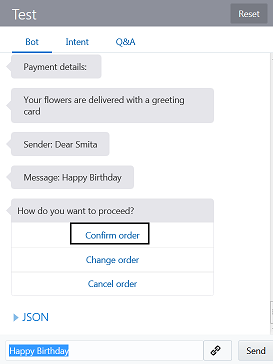 Test
Reset
Bot
Intent
Q&A
Payment details:
Your flowers are delivered with a greeting
card
Sender: Dear Smita
Message: Happy Birthday
How do you want to proceed?
Confirm order
Change order
Cancel order
JSON
Happy Birthday
Send